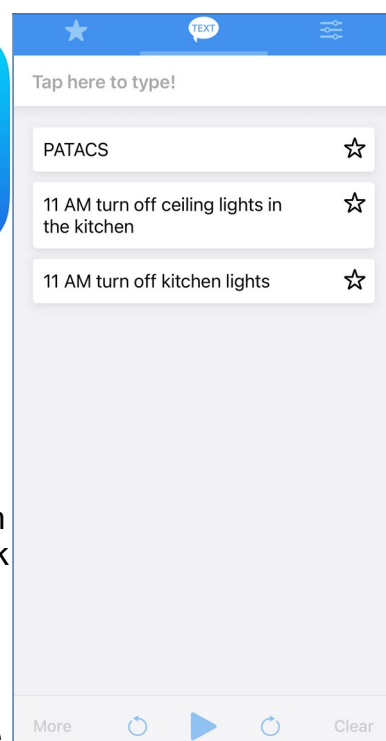 TEXT
Tap here to type!
PATACS
11 AM turn off ceiling lights in
the kitchen
11 AM turn off kitchen lights
More
Clear